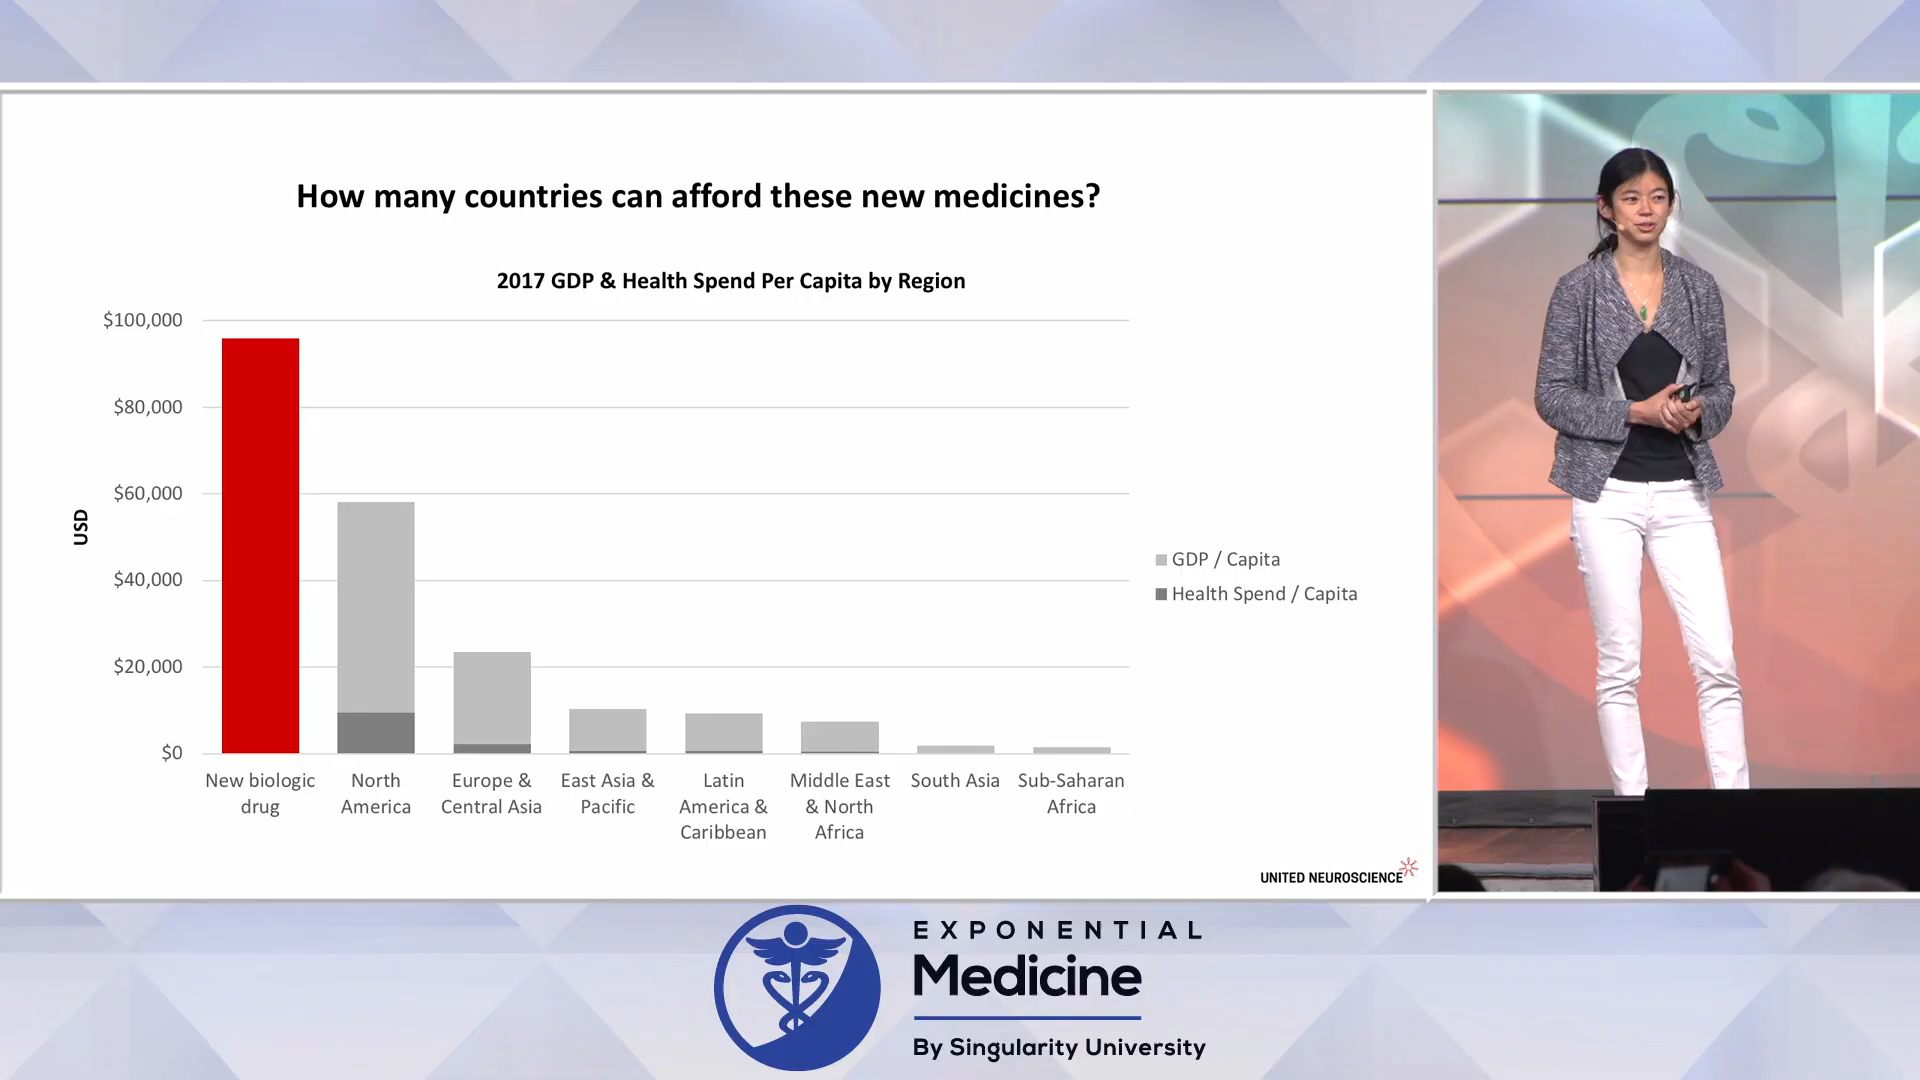 How many countries can afford these new medicines?
2017 GDP & Health Spend Per Capita by Region
$100,000
$80,000
$60,000
$40,000
$20,000
$0
USD
New biologic
drug
North
America
Europe &
Central Asia
East Asia &
Pacific
Latin
America &
Caribbean
Middle East
& North
Africa
South Asia
Sub-Saharan
Africa
GDP / Capita
Health Spend / Capita
UNITED NEUROSCIENCE
EXPONENTIAL
Medicine
By Singularity University